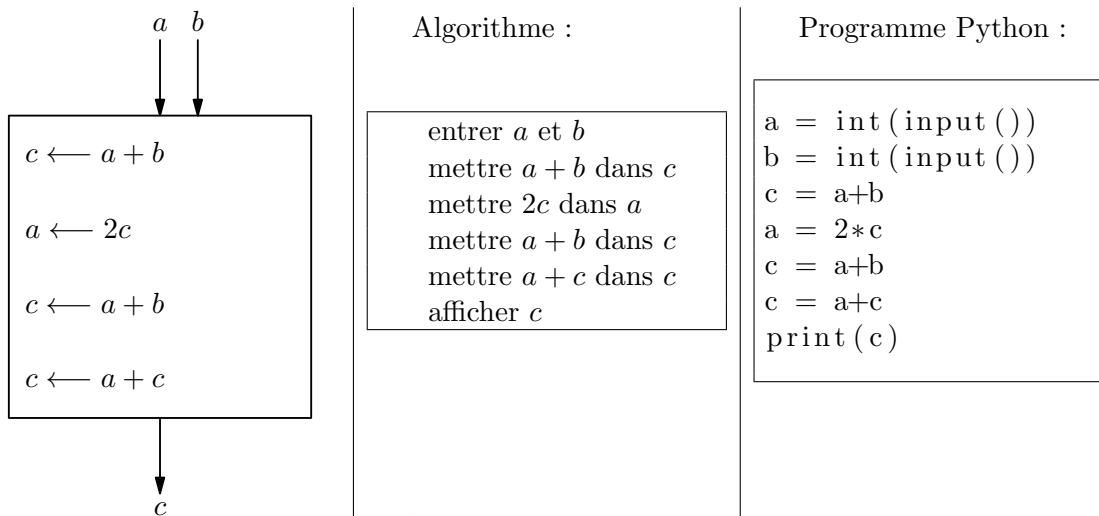 a b
c ⟵ a + b
a ⟵ 2c
c ⟵ a + b
c ⟵ a + c
c
Algorithme :
entrer a et b
mettre a + b dans c
mettre 2c dans a
mettre a + b dans c
mettre a + c dans c
afficher c
Programme Python :
a = int(input())
b = int(input())
c = a+b
a = 2*c
c = a+b
c = a+c
print(c)